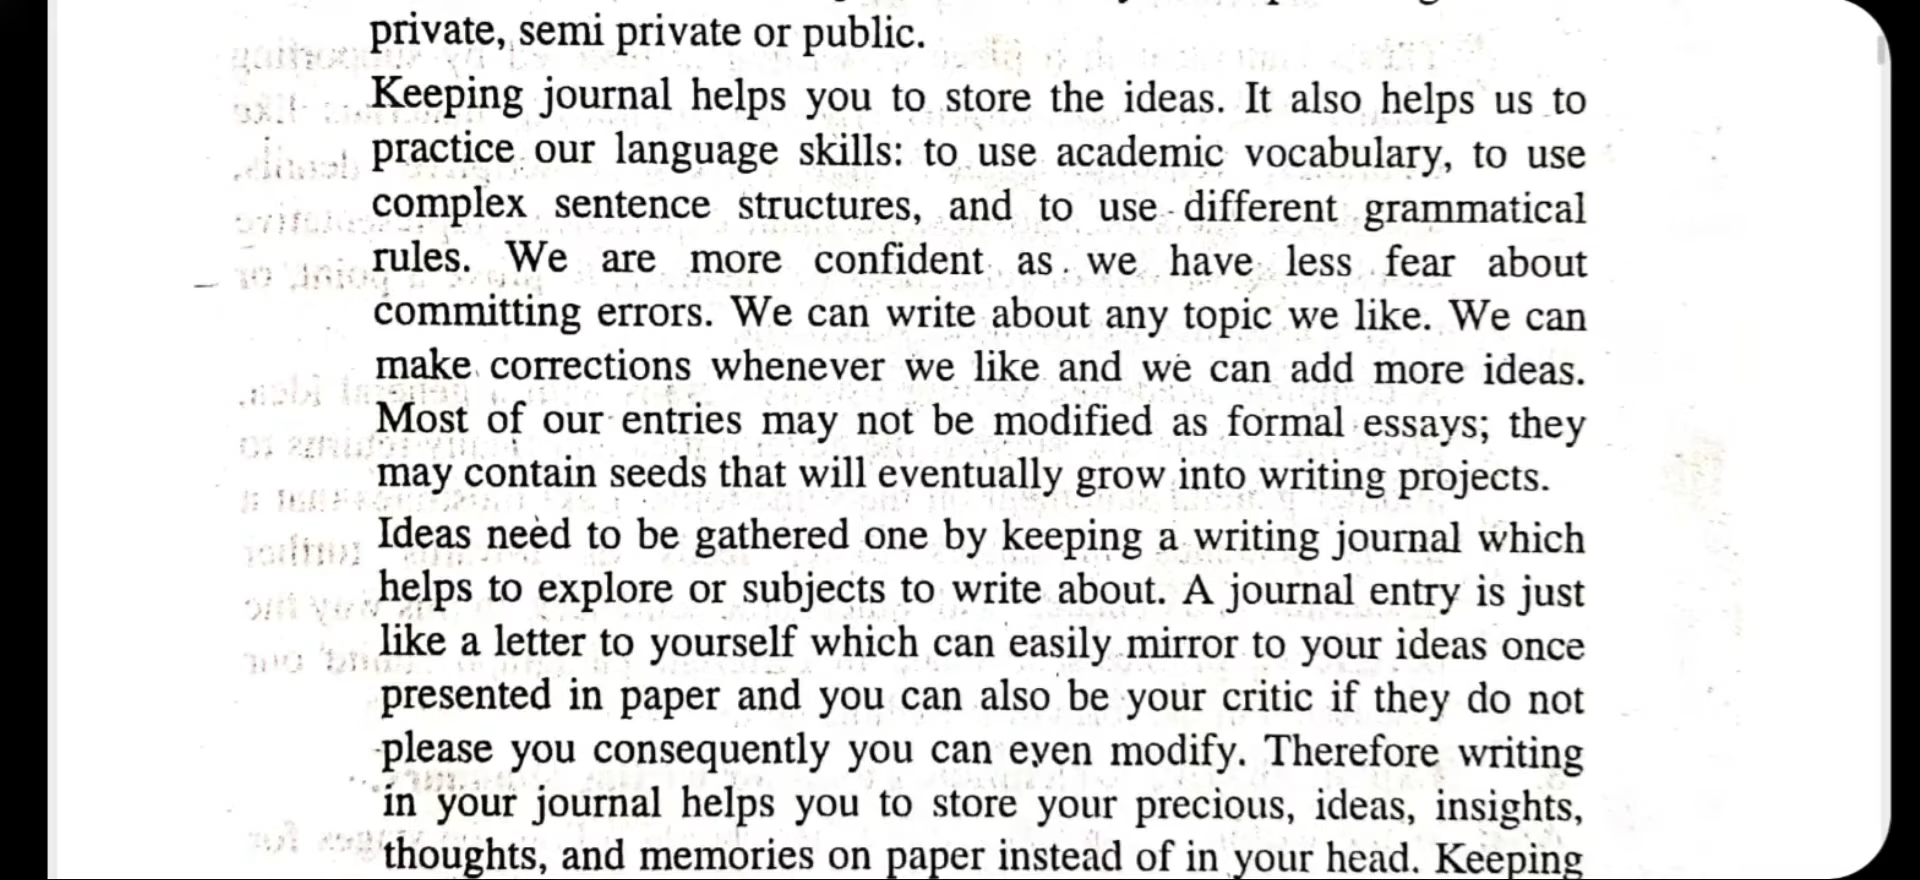 private, semi private or public.
Keeping journal helps you to store the ideas. It also helps us to
practice our language skills: to use academic vocabulary, to use
complex sentence structures, and to use different grammatical
rules. We are more confident as we have less fear about
committing errors. We can write about any topic we like. We can
make corrections whenever we like and we can add more ideas.
Most of our entries may not be modified as formal essays; they
may contain seeds that will eventually grow into writing projects.
Ideas need to be gathered one by keeping a writing journal which
helps to explore or subjects to write about. A journal entry is just
like a letter to yourself which can easily mirror to your ideas once
presented in paper and you can also be your critic if they do not
please you consequently you can even modify. Therefore writing
in your journal helps you to store your precious, ideas, insights,
thoughts, and memories on paper instead of in your head. Keeping